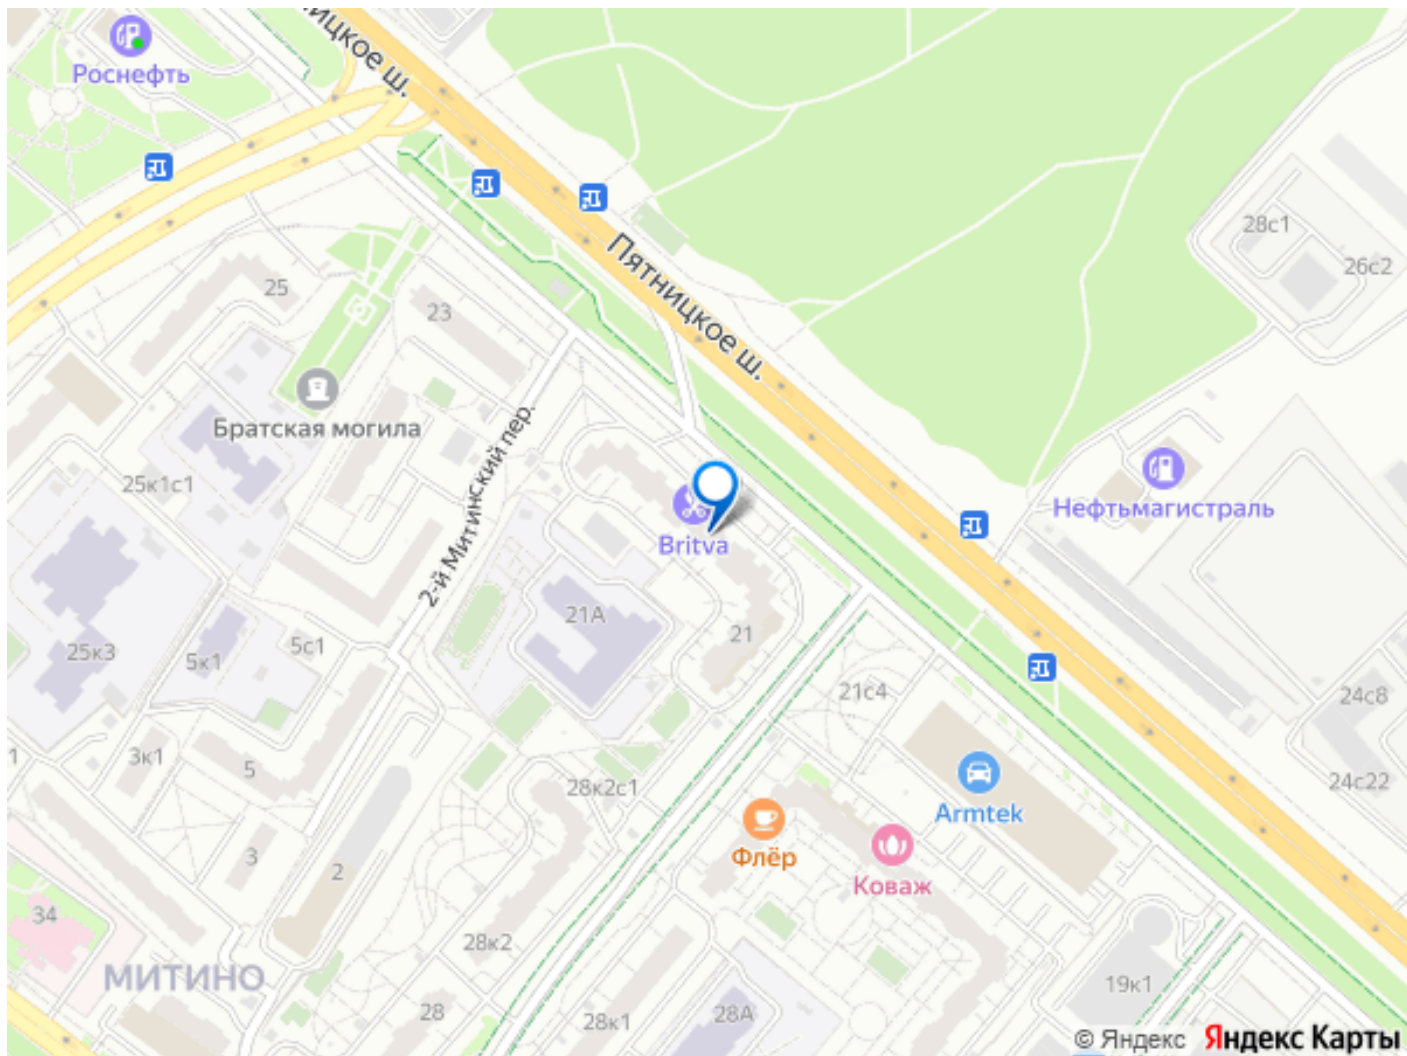 ницкое ш.
Роснефть
Пятницкое ш.
28с1
26с2
25
23
Братская могила
2-й Митинский пер.
25к1с1
Нефтьмагистраль
Britva
21А
21
25к3
5к1
5с1
21с4
24с8
1
3к1
5
28к2с1
24с22
Armtek
Флёр
Коваж
3
2
34
28к2
МИТИНО
28
28к1
28А
19к1
© Яндекс Яндекс Карты